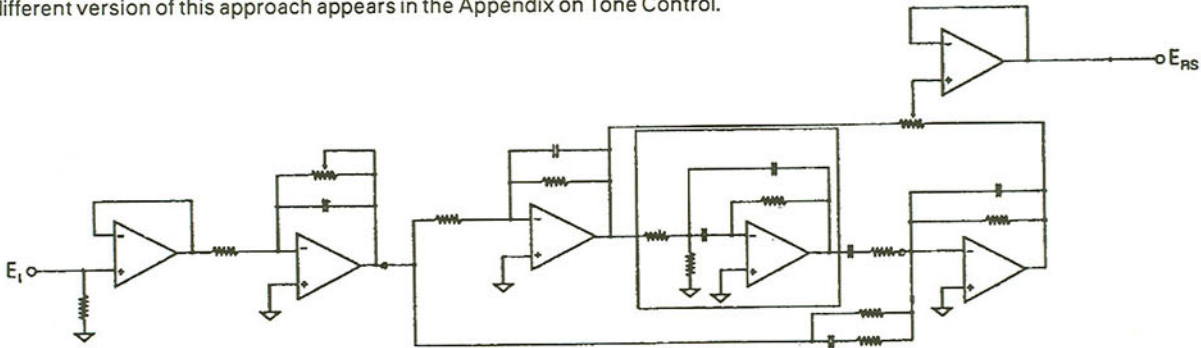 different version of this approach appears in the Appendix on Tone Control.
E_RS
E_I